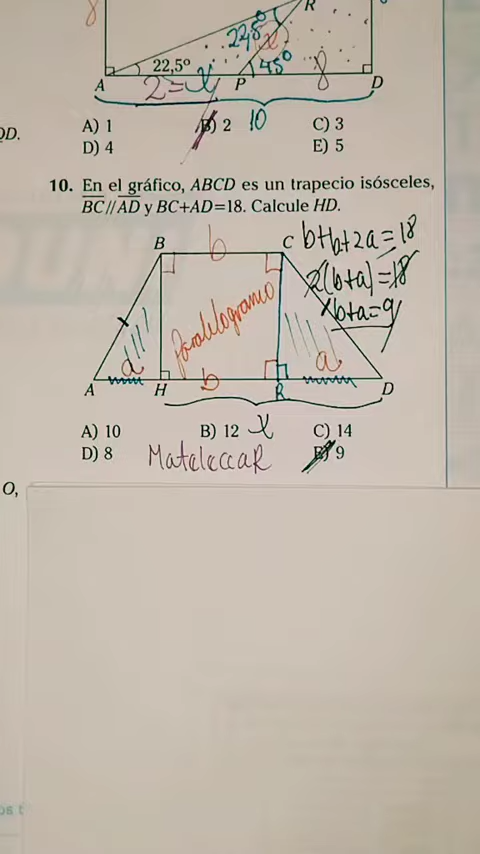 8
R
22,5°
x
22,5°
45°
A
2=x
P
8
D
QD.
A) 1
B) 2
10
C) 3
D) 4
E) 5
10. En el gráfico, ABCD es un trapecio isósceles,
BC//AD y BC+AD=18. Calcule HD.
B
b
C
b+b+2a=18
2(b+a)=18
b+a=9
Paralelogramo
a
b
a
A
H
R
D
A) 10
B) 12
x
C) 14
D) 8
MateleccaR
E) 9
O,